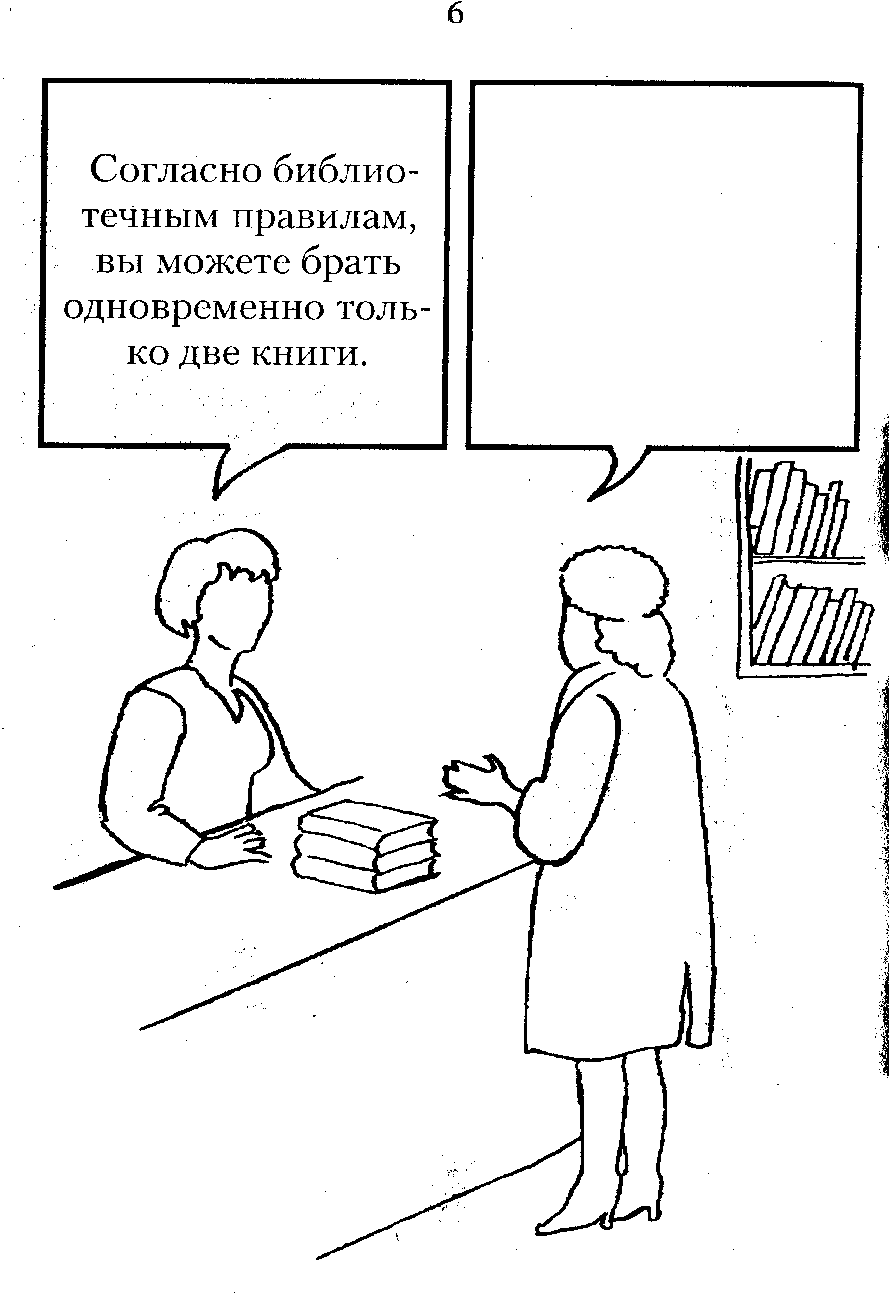 6
Согласно библио-
течным правилам,
вы можете брать
одновременно толь-
ко две книги.